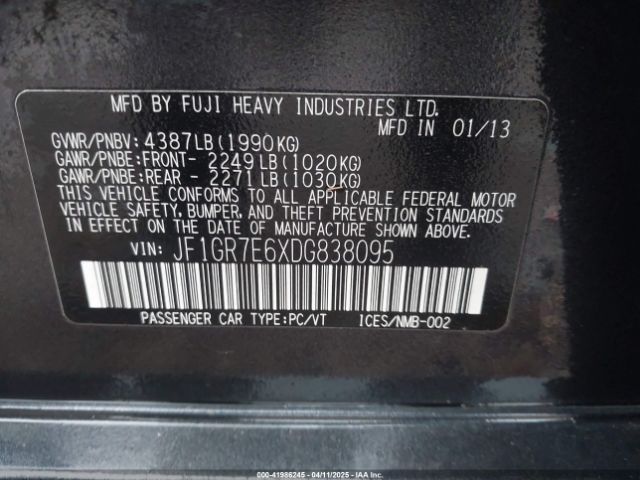 MFD BY FUJI HEAVY INDUSTRIES LTD.
MFD IN 01/13
GVWR/PNBV: 4387LB (1990KG)
GAWR/PNBE: FRONT- 2249LB (1020KG)
GAWR/PNBE: REAR - 2271LB (1030KG)
THIS VEHICLE CONFORMS TO ALL APPLICABLE FEDERAL MOTOR
VEHICLE SAFETY, BUMPER, AND THEFT PREVENTION STANDARDS
IN EFFECT ON THE DATE OF MANUFACTURE SHOWN ABOVE.
VIN: JF1GR7E6XDG838095
PASSENGER CAR TYPE:PC/VT ICES/NMB-002
000-41986245 - 04/11/2025 - IAA, Inc.